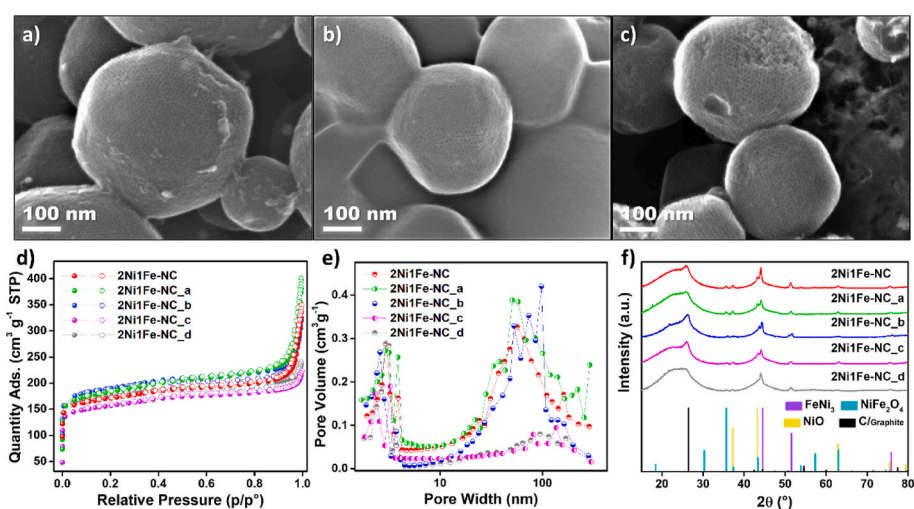 a)
100 nm
b)
100 nm
c)
100 nm
d)
400
350
300
250
200
150
100
50
Quantity Ads. (cm³ g⁻¹ STP)
2Ni1Fe-NC
2Ni1Fe-NC_a
2Ni1Fe-NC_b
2Ni1Fe-NC_c
2Ni1Fe-NC_d
0.0 0.2 0.4 0.6 0.8 1.0
Relative Pressure (p/p°)
e)
0.4
0.3
0.2
0.1
0.0
Pore Volume (cm³g⁻¹)
2Ni1Fe-NC
2Ni1Fe-NC_a
2Ni1Fe-NC_b
2Ni1Fe-NC_c
2Ni1Fe-NC_d
10 100
Pore Width (nm)
f)
Intensity (a.u.)
2Ni1Fe-NC
2Ni1Fe-NC_a
2Ni1Fe-NC_b
2Ni1Fe-NC_c
2Ni1Fe-NC_d
FeNi₃ NiFe₂O₄
NiO C/Graphite
20 30 40 50 60 70 80
2θ (°)